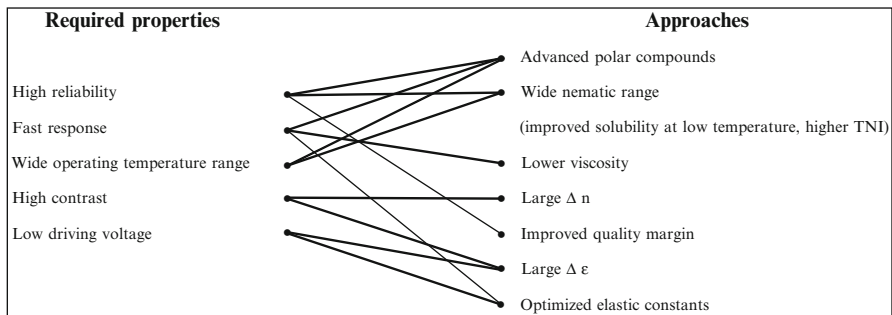 Required properties
Approaches
Advanced polar compounds
High reliability
Wide nematic range
Fast response
(improved solubility at low temperature, higher TNI)
Wide operating temperature range
Lower viscosity
High contrast
Large Δ n
Low driving voltage
Improved quality margin
Large Δ ε
Optimized elastic constants